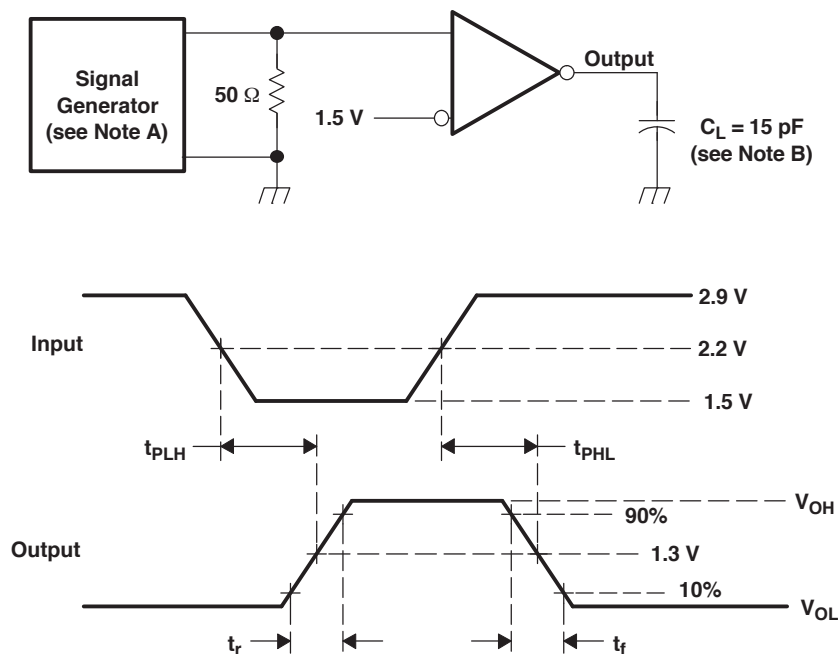 Signal
Generator
(see Note A)
50 Ω
1.5 V
Output
C_L = 15 pF
(see Note B)
Input
2.9 V
2.2 V
1.5 V
t_PLH
t_PHL
Output
V_OH
90%
1.3 V
10%
V_OL
t_r
t_f